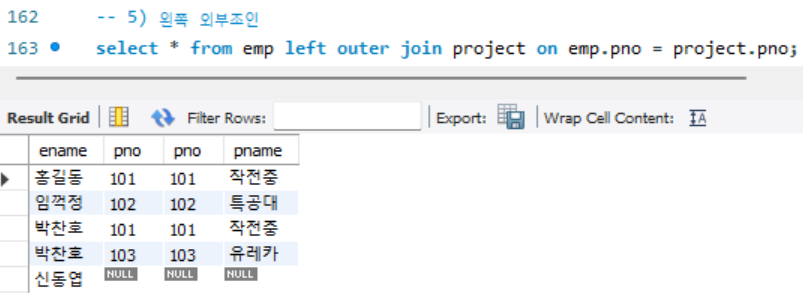 162 -- 5) 왼쪽 외부조인
163 select * from emp left outer join project on emp.pno = project.pno;
Result Grid Filter Rows: Export: Wrap Cell Content: IA
ename pno pno pname
홍길동 101 101 작전중
임꺽정 102 102 특공대
박찬호 101 101 작전중
박찬호 103 103 유레카
신동엽 NULL NULL NULL